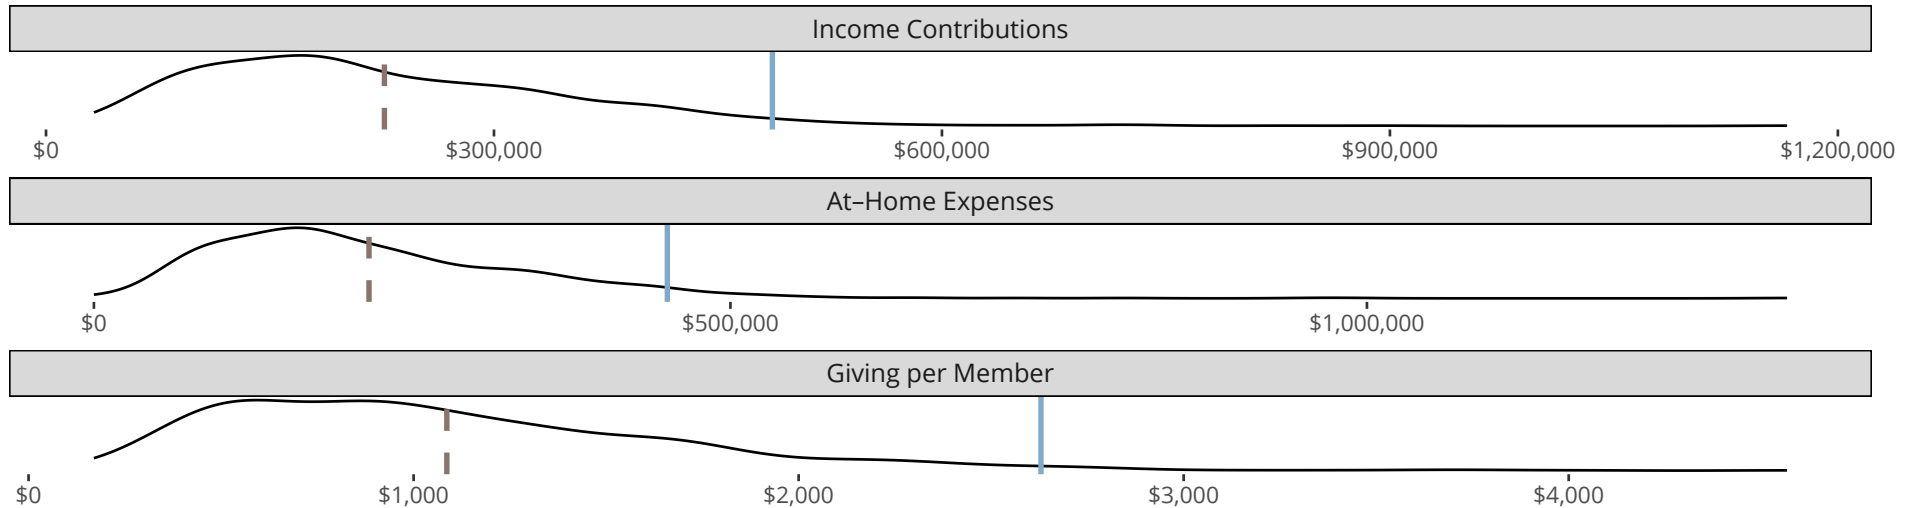 Income Contributions
$0 $300,000 $600,000 $900,000 $1,200,000
At–Home Expenses
$0 $500,000 $1,000,000
Giving per Member
$0 $1,000 $2,000 $3,000 $4,000